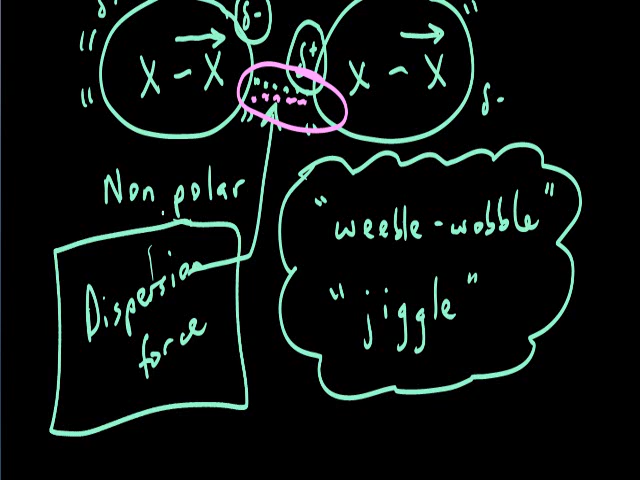 δ-
δ+
X - X
X - X
δ-
Non polar
"weeble-wobble"
Dispersion
force
"jiggle"